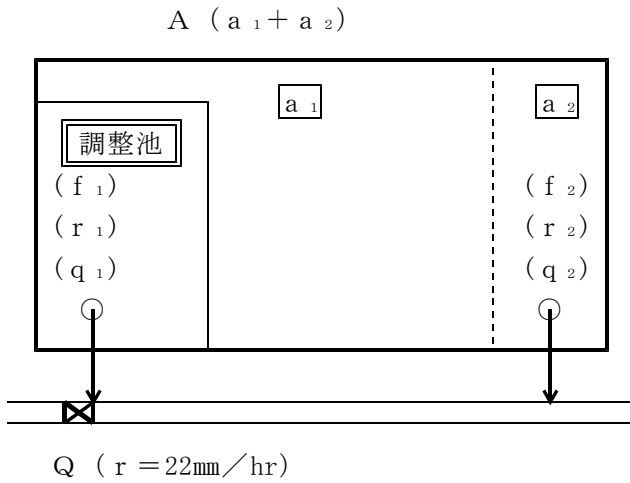 A （a₁＋a₂）
a₁
a₂
調整池
（f₁）
（f₂）
（r₁）
（r₂）
（q₁）
（q₂）
Q （r＝22㎜／hr）